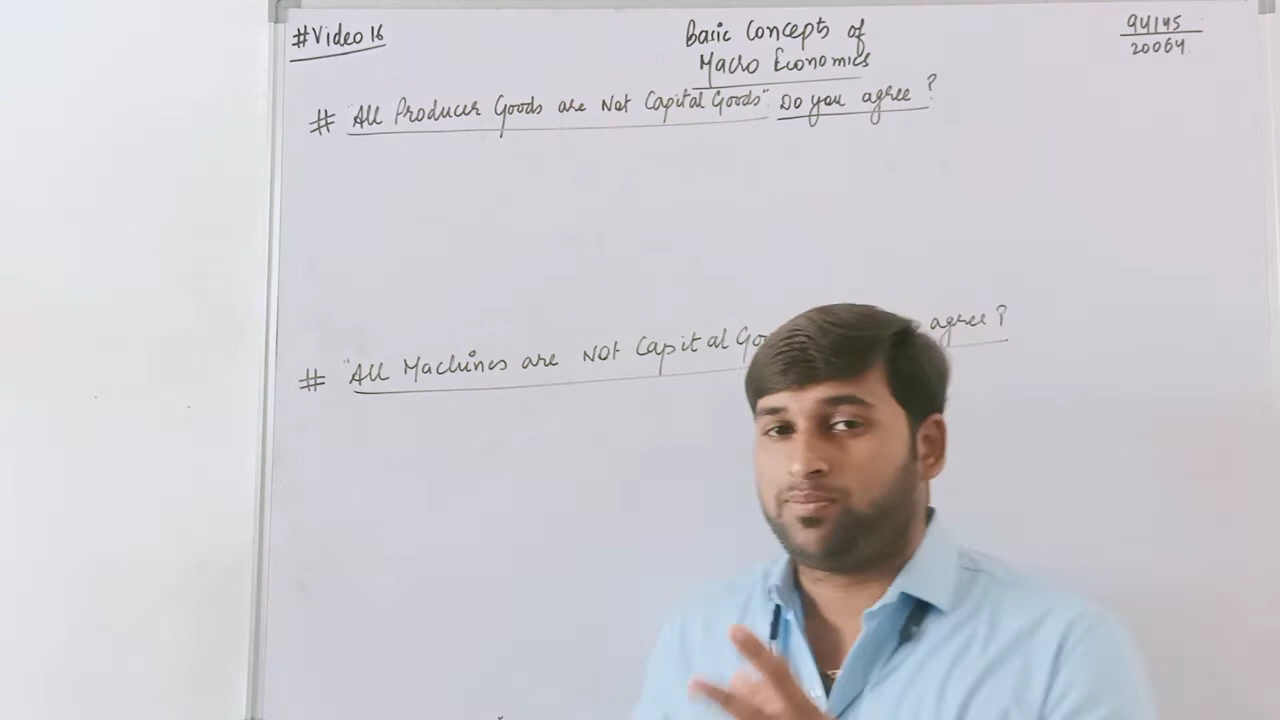 #Video 16
Basic Concepts of
Macro Economics
94145
20064
# "All Producer Goods are Not Capital Goods". Do you agree?
# "All Machines are NOT Capital agree?